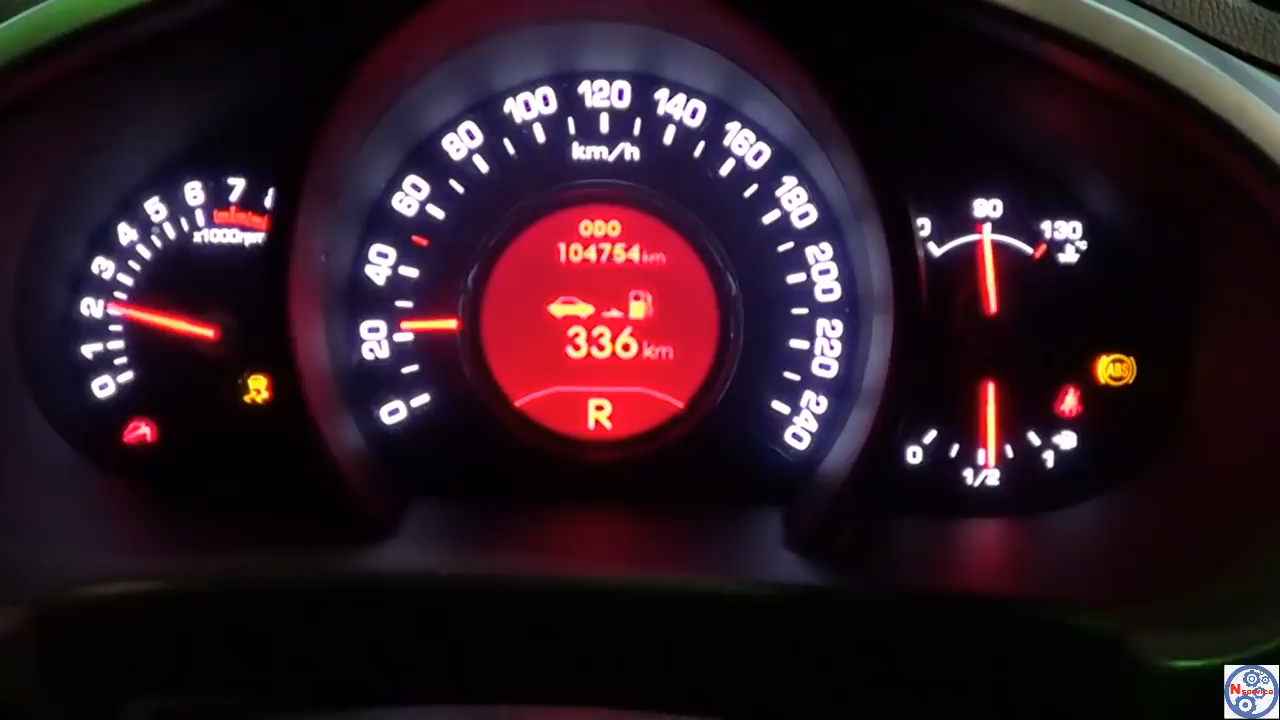 0 1 2 3 4 5 6 7
x1000rpm
0 20 40 60 80 100 120 140 160 180 200 220 240
km/h
ODO
104754 km
336 km
R
90 130
°C
ABS
0 1/2 1
N service